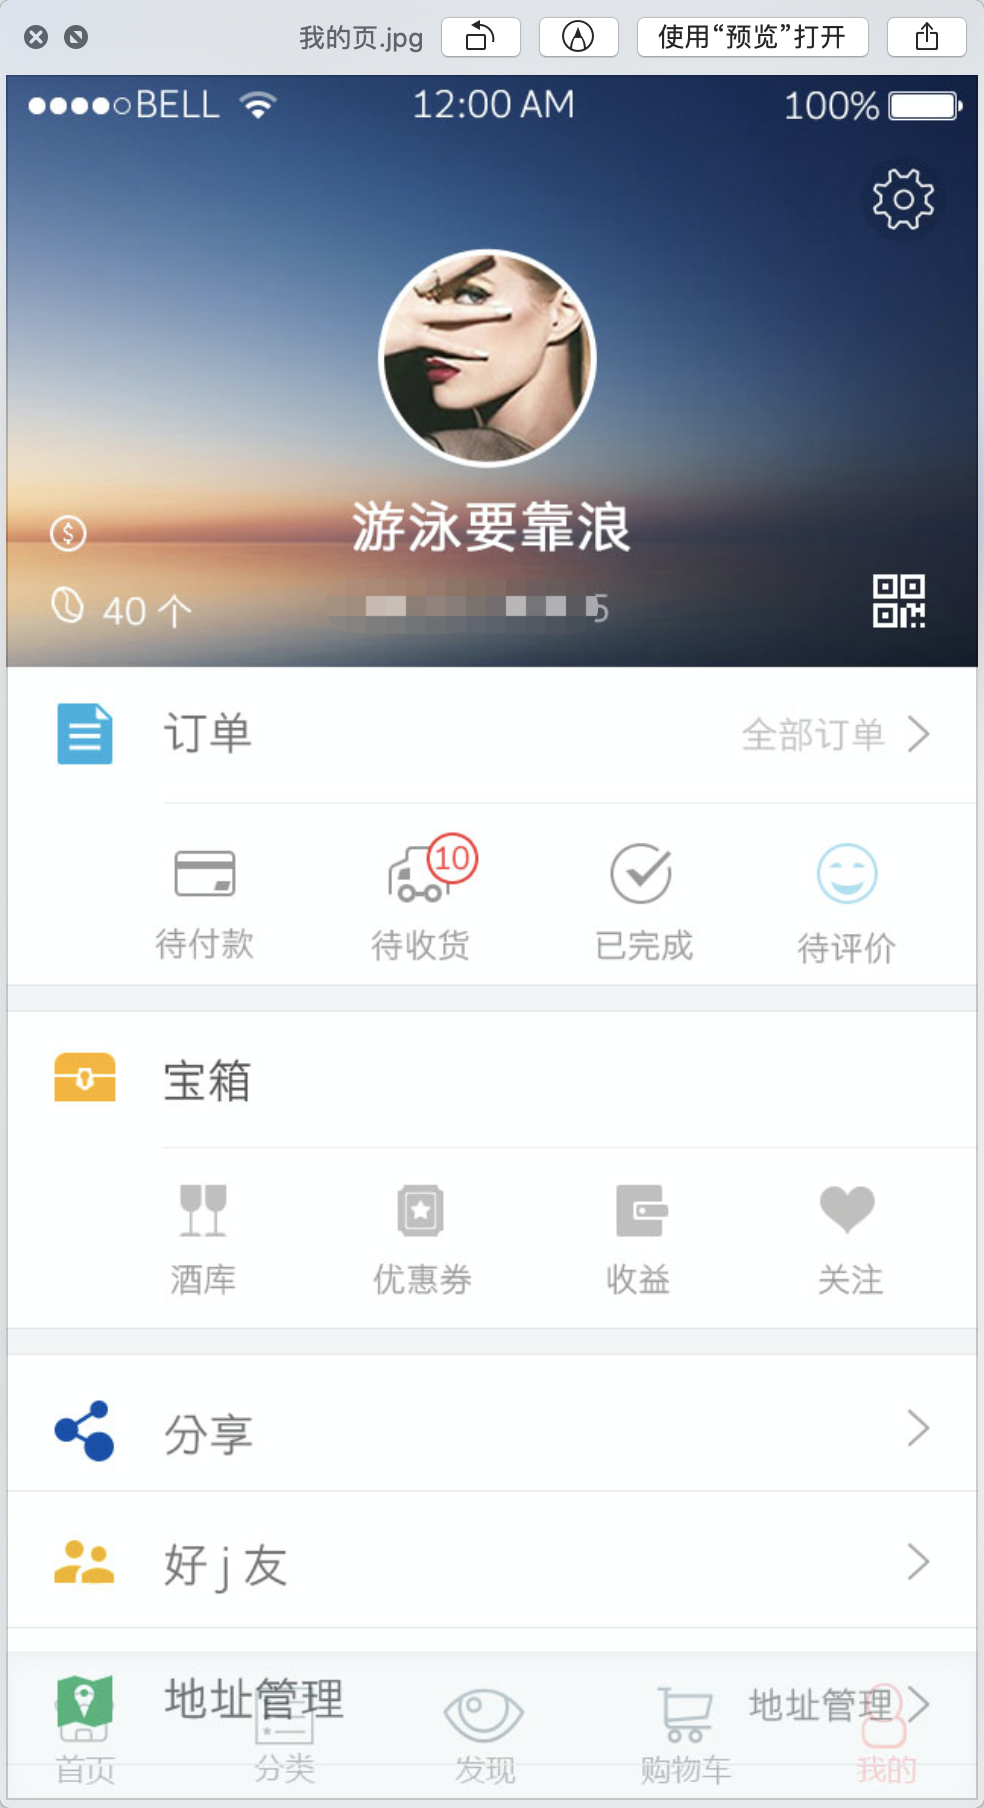 我的页.jpg 使用“预览”打开
BELL 12:00 AM 100%
游泳要靠浪
40 个 5
订单 全部订单
10
待付款 待收货 已完成 待评价
宝箱
酒库 优惠券 收益 关注
分享
好 j 友
地址管理 地址管理
首页 分类 发现 购物车 我的